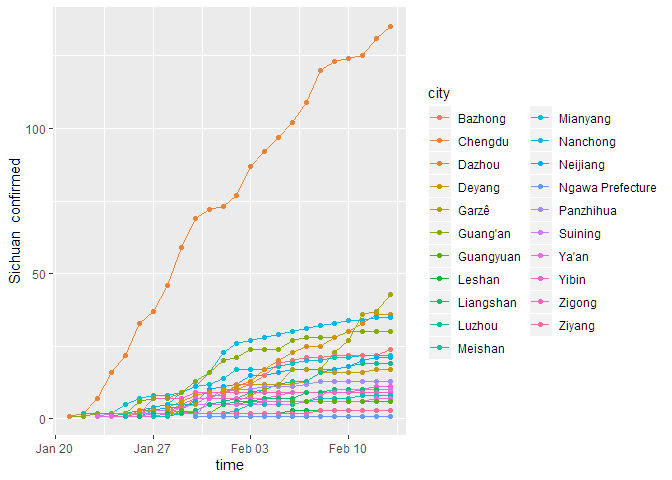 Sichuan confirmed
100
50
0
Jan 20
Jan 27
Feb 03
Feb 10
time
city
Bazhong
Chengdu
Dazhou
Deyang
Garzê
Guang'an
Guangyuan
Leshan
Liangshan
Luzhou
Meishan
Mianyang
Nanchong
Neijiang
Ngawa Prefecture
Panzhihua
Suining
Ya'an
Yibin
Zigong
Ziyang